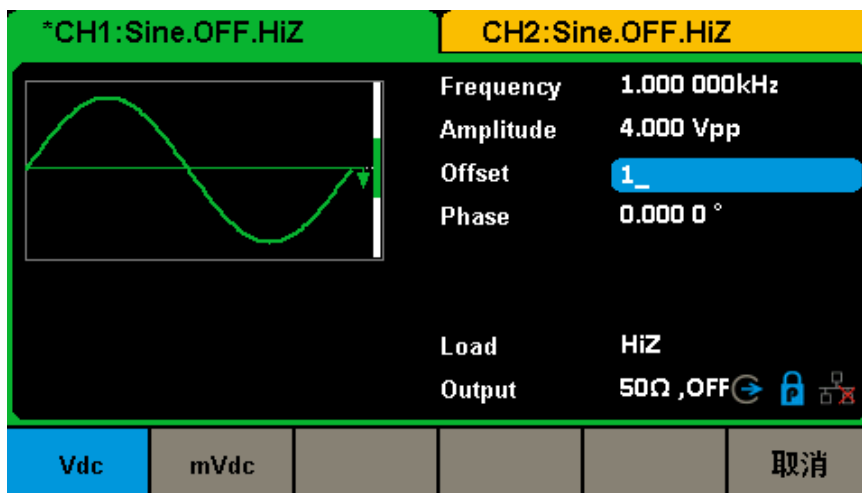 *CH1:Sine.OFF.HiZ
CH2:Sine.OFF.HiZ
Frequency 1.000 000kHz
Amplitude 4.000 Vpp
Offset 1_
Phase 0.000 0 °
Load HiZ
Output 50Ω ,OFF
P
Vdc mVdc 取消